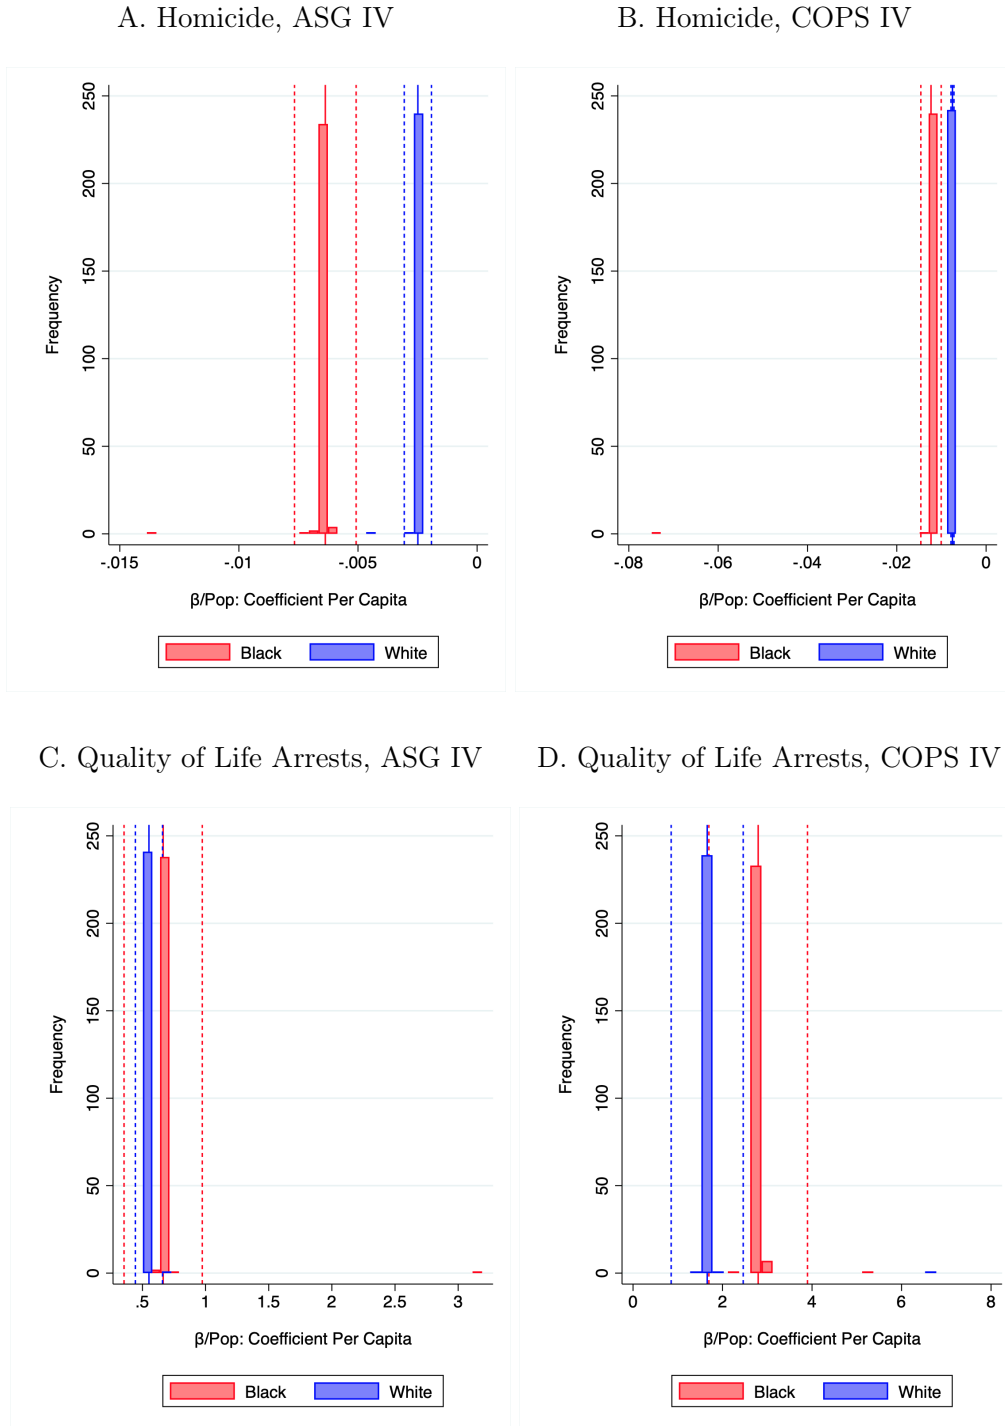 A. Homicide, ASG IV
250
200
150
100
50
0
Frequency
-.015 -.01 -.005 0
β/Pop: Coefficient Per Capita
Black White
B. Homicide, COPS IV
250
200
150
100
50
0
Frequency
-.08 -.06 -.04 -.02 0
β/Pop: Coefficient Per Capita
Black White
C. Quality of Life Arrests, ASG IV
250
200
150
100
50
0
Frequency
.5 1 1.5 2 2.5 3
β/Pop: Coefficient Per Capita
Black White
D. Quality of Life Arrests, COPS IV
250
200
150
100
50
0
Frequency
0 2 4 6 8
β/Pop: Coefficient Per Capita
Black White